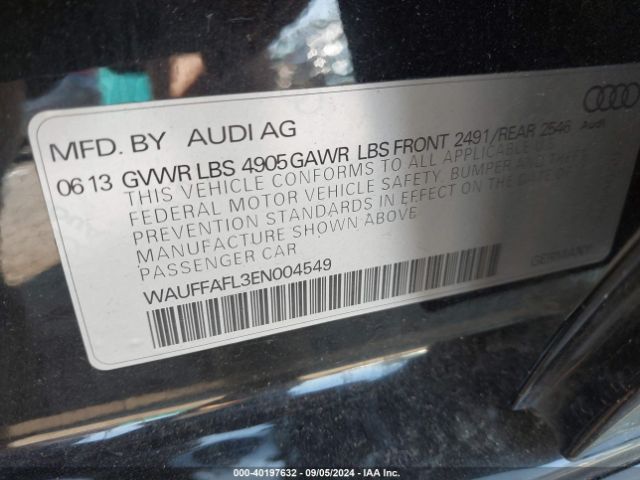 MFD. BY AUDI AG
Audi
06 13 GVWR LBS 4905 GAWR LBS FRONT 2491/REAR 2546
THIS VEHICLE CONFORMS TO ALL APPLICABLE U.S.
FEDERAL MOTOR VEHICLE SAFETY, BUMPER AND THEFT
PREVENTION STANDARDS IN EFFECT ON THE DATE OF
MANUFACTURE SHOWN ABOVE
PASSENGER CAR
WAUFFAFL3EN004549
GERMANY
000-40197632 - 09/05/2024 - IAA Inc.